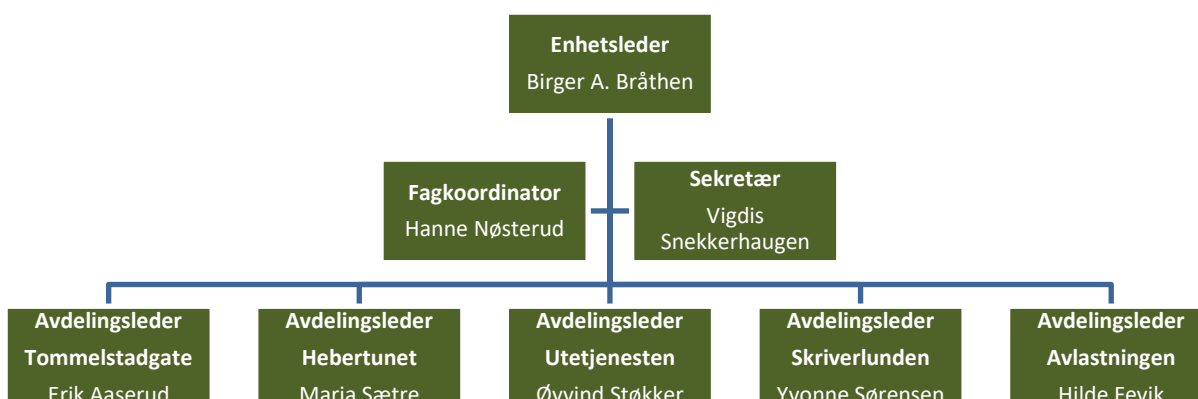 Enhetsleder
Birger A. Bråthen
Fagkoordinator
Hanne Nøsterud
Sekretær
Vigdis
Snekkerhaugen
Avdelingsleder
Tommelstadgate
Erik Aaserud
Avdelingsleder
Hebertunet
Maria Sætre
Avdelingsleder
Utetjenesten
Øyvind Støkker
Avdelingsleder
Skriverlunden
Yvonne Sørensen
Avdelingsleder
Avlastningen
Hilde Fevik